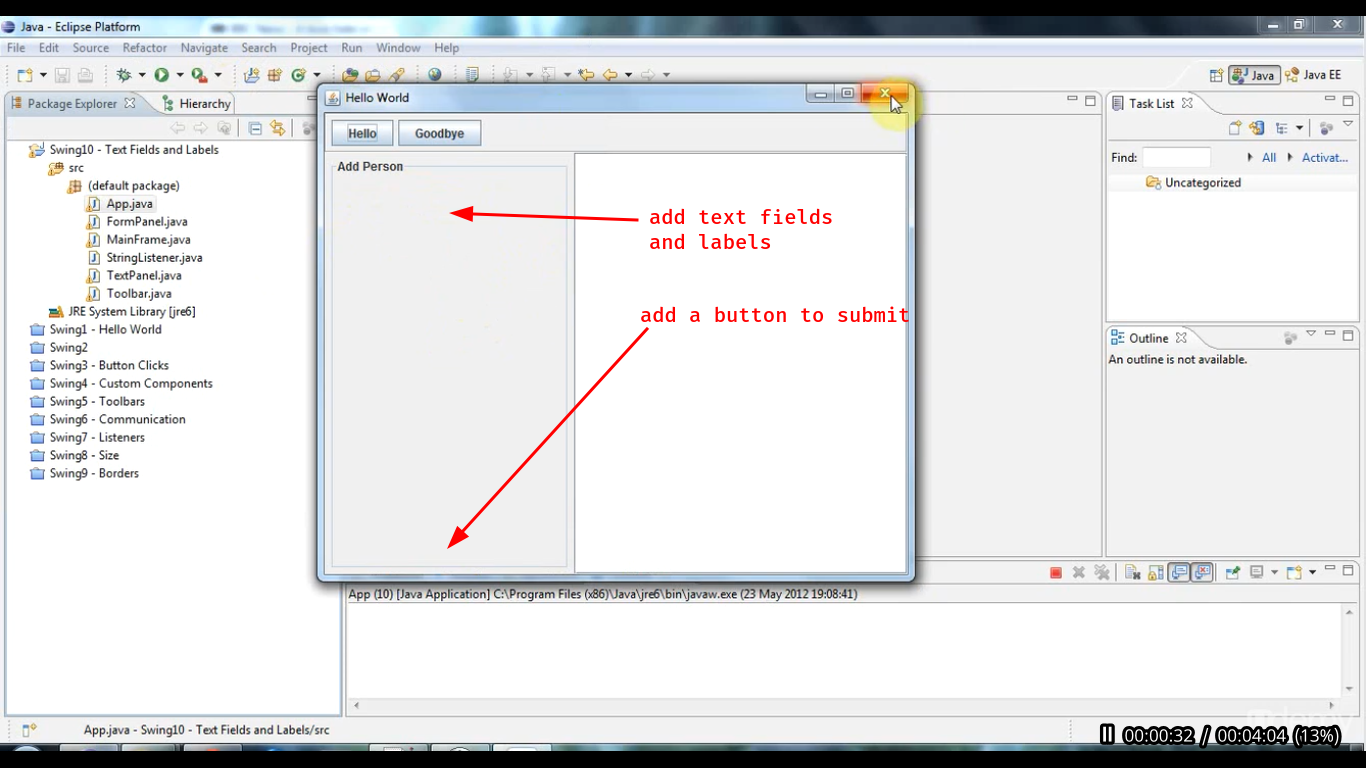 Java - Eclipse Platform
File Edit Source Refactor Navigate Search Project Run Window Help
Java Java EE
Package Explorer Hierarchy
Swing10 - Text Fields and Labels
src
(default package)
App.java
FormPanel.java
MainFrame.java
StringListener.java
TextPanel.java
Toolbar.java
JRE System Library [jre6]
Swing1 - Hello World
Swing2
Swing3 - Button Clicks
Swing4 - Custom Components
Swing5 - Toolbars
Swing6 - Communication
Swing7 - Listeners
Swing8 - Size
Swing9 - Borders
Hello World
Hello Goodbye
Add Person
add text fields
and labels
add a button to submit
Task List
Find: All Activat...
Uncategorized
Outline
An outline is not available.
App (10) [Java Application] C:\Program Files (x86)\Java\jre6\bin\javaw.exe (23 May 2012 19:08:41)
App.java - Swing10 - Text Fields and Labels/src
00:00:32 / 00:04:04 (13%)